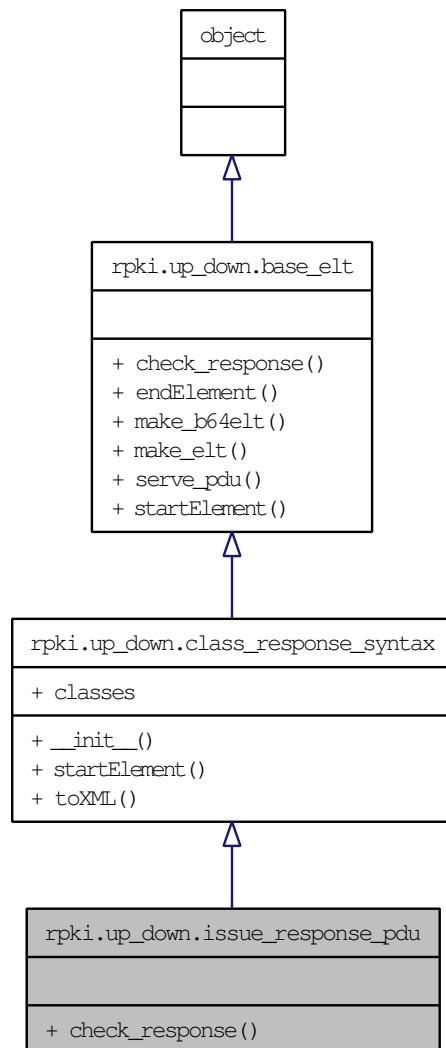 object
rpki.up_down.base_elt
+ check_response()
+ endElement()
+ make_b64elt()
+ make_elt()
+ serve_pdu()
+ startElement()
rpki.up_down.class_response_syntax
+ classes
+ __init__()
+ startElement()
+ toXML()
rpki.up_down.issue_response_pdu
+ check_response()